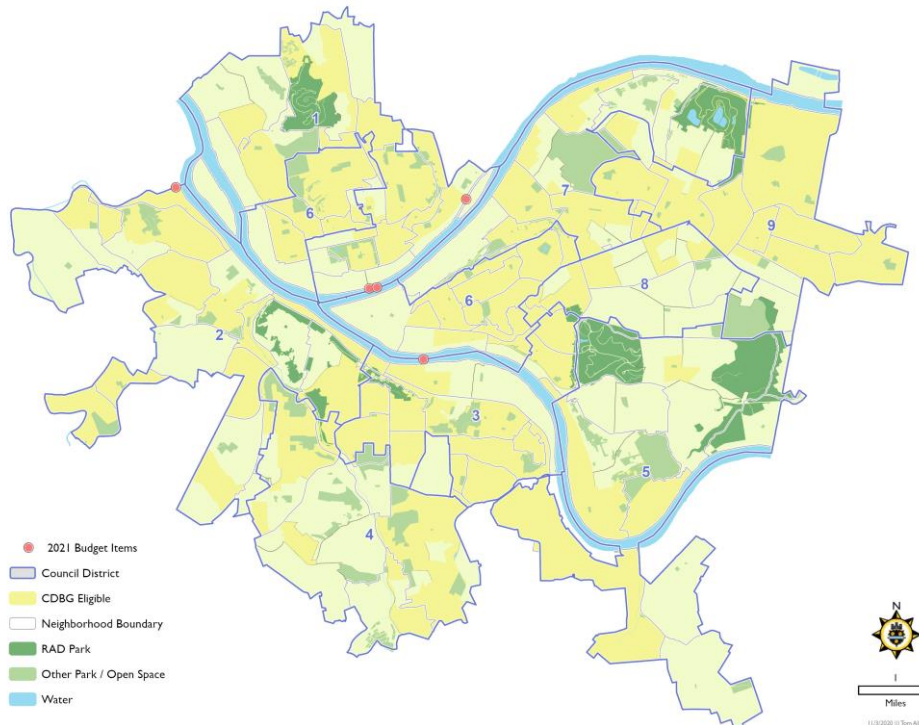 1
7
6
9
8
6
2
3
5
4
2021 Budget Items
Council District
CDBG Eligible
Neighborhood Boundary
RAD Park
Other Park / Open Space
Water
N
1
Miles